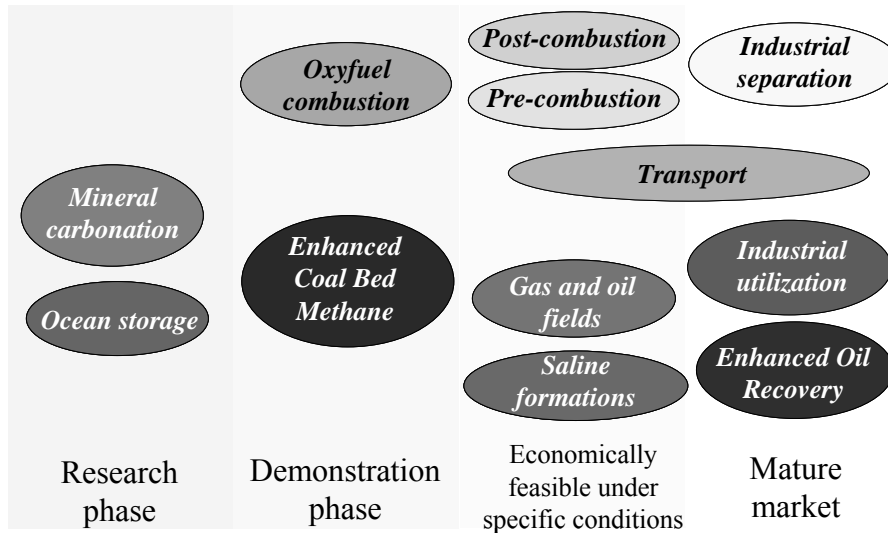 Post-combustion
Industrial
separation
Oxyfuel
combustion
Pre-combustion
Transport
Mineral
carbonation
Enhanced
Coal Bed
Methane
Industrial
utilization
Gas and oil
fields
Ocean storage
Saline
formations
Enhanced Oil
Recovery
Research
phase
Demonstration
phase
Economically
feasible under
specific conditions
Mature
market